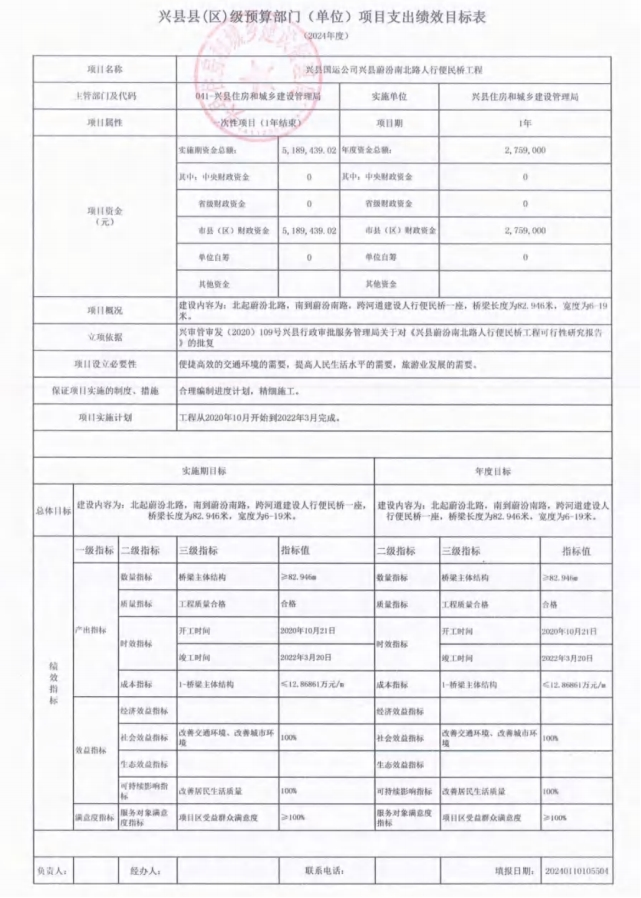 兴县县(区)级预算部门（单位）项目支出绩效目标表
（2024年度）
项目名称 兴县国运公司兴县蔚汾南北路人行便民桥工程
主管部门及代码 041-兴县住房和城乡建设管理局 实施单位 兴县住房和城乡建设管理局
项目属性 一次性项目（1年结束） 项目期 1年
项目资金
（元）
实施期资金总额： 5,189,439.02 年度资金总额： 2,759,000
其中：中央财政资金 0 其中：中央财政资金 0
省级财政资金 0 省级财政资金 0
市县（区）财政资金 5,189,439.02 市县（区）财政资金 2,759,000
单位自筹 0 单位自筹 0
其他资金 其他资金
项目概况 建设内容为：北起蔚汾北路，南到蔚汾南路，跨河道建设人行便民桥一座，桥梁长度为82.946米，宽度为6-19
米。
立项依据 兴审管审发（2020）109号兴县行政审批服务管理局关于对《兴县蔚汾南北路人行便民桥工程可行性研究报告
》的批复
项目设立必要性 便捷高效的交通环境的需要，提高人民生活水平的需要，旅游业发展的需要。
保证项目实施的制度、措施 合理编制进度计划，精细施工。
项目实施计划 工程从2020年10月开始到2022年3月完成。
实施期目标 年度目标
总体目标 建设内容为：北起蔚汾北路，南到蔚汾南路，跨河道建设人行便民桥一座，
桥梁长度为82.946米，宽度为6-19米。
建设内容为：北起蔚汾北路，南到蔚汾南路，跨河道建设人
行便民桥一座，桥梁长度为82.946米，宽度为6-19米。
绩效指标
一级指标 二级指标 三级指标 指标值 二级指标 三级指标 指标值
产出指标
数量指标 桥梁主体结构 ≥82.946m 数量指标 桥梁主体结构 ≥82.946m
质量指标 工程质量合格 合格 质量指标 工程质量合格 合格
时效指标 开工时间 2020年10月21日 时效指标 开工时间 2020年10月21日
竣工时间 2022年3月20日 竣工时间 2022年3月20日
成本指标 1-桥梁主体结构 ≤12.86861万元/m 成本指标 1-桥梁主体结构 ≤12.86861万元/m
效益指标
经济效益指标 经济效益指标
社会效益指标 改善交通环境、改善城市环
境 100% 社会效益指标 改善交通环境、改善城市环
境 100%
生态效益指标 生态效益指标
可持续影响指
标 改善居民生活质量 100% 可持续影响指标 改善居民生活质量 100%
满意度指标 服务对象满意
度指标 项目区受益群众满意度 ≥100% 服务对象满意
度指标 项目区受益群众满意度 ≥100%
负责人： 经办人： 联系电话： 填报日期： 20240110105504